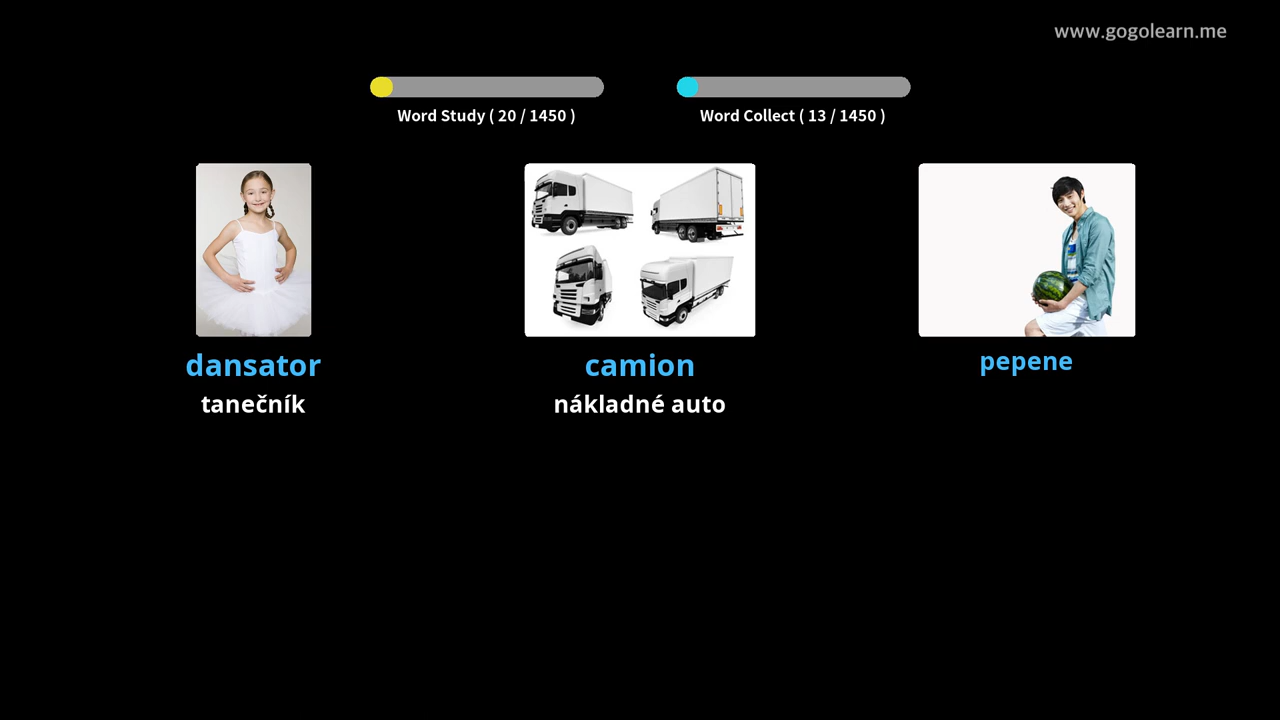 www.gogolearn.me
Word Study ( 20 / 1450 )
Word Collect ( 13 / 1450 )
dansator
camion
pepene
tanečník
nákladné auto